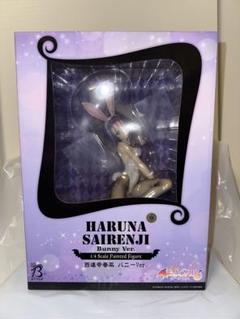 HARUNA
SAIRENJI
Bunny Ver.
1/4 Scale Painted Figure
西連寺春菜 バニーVer.
B